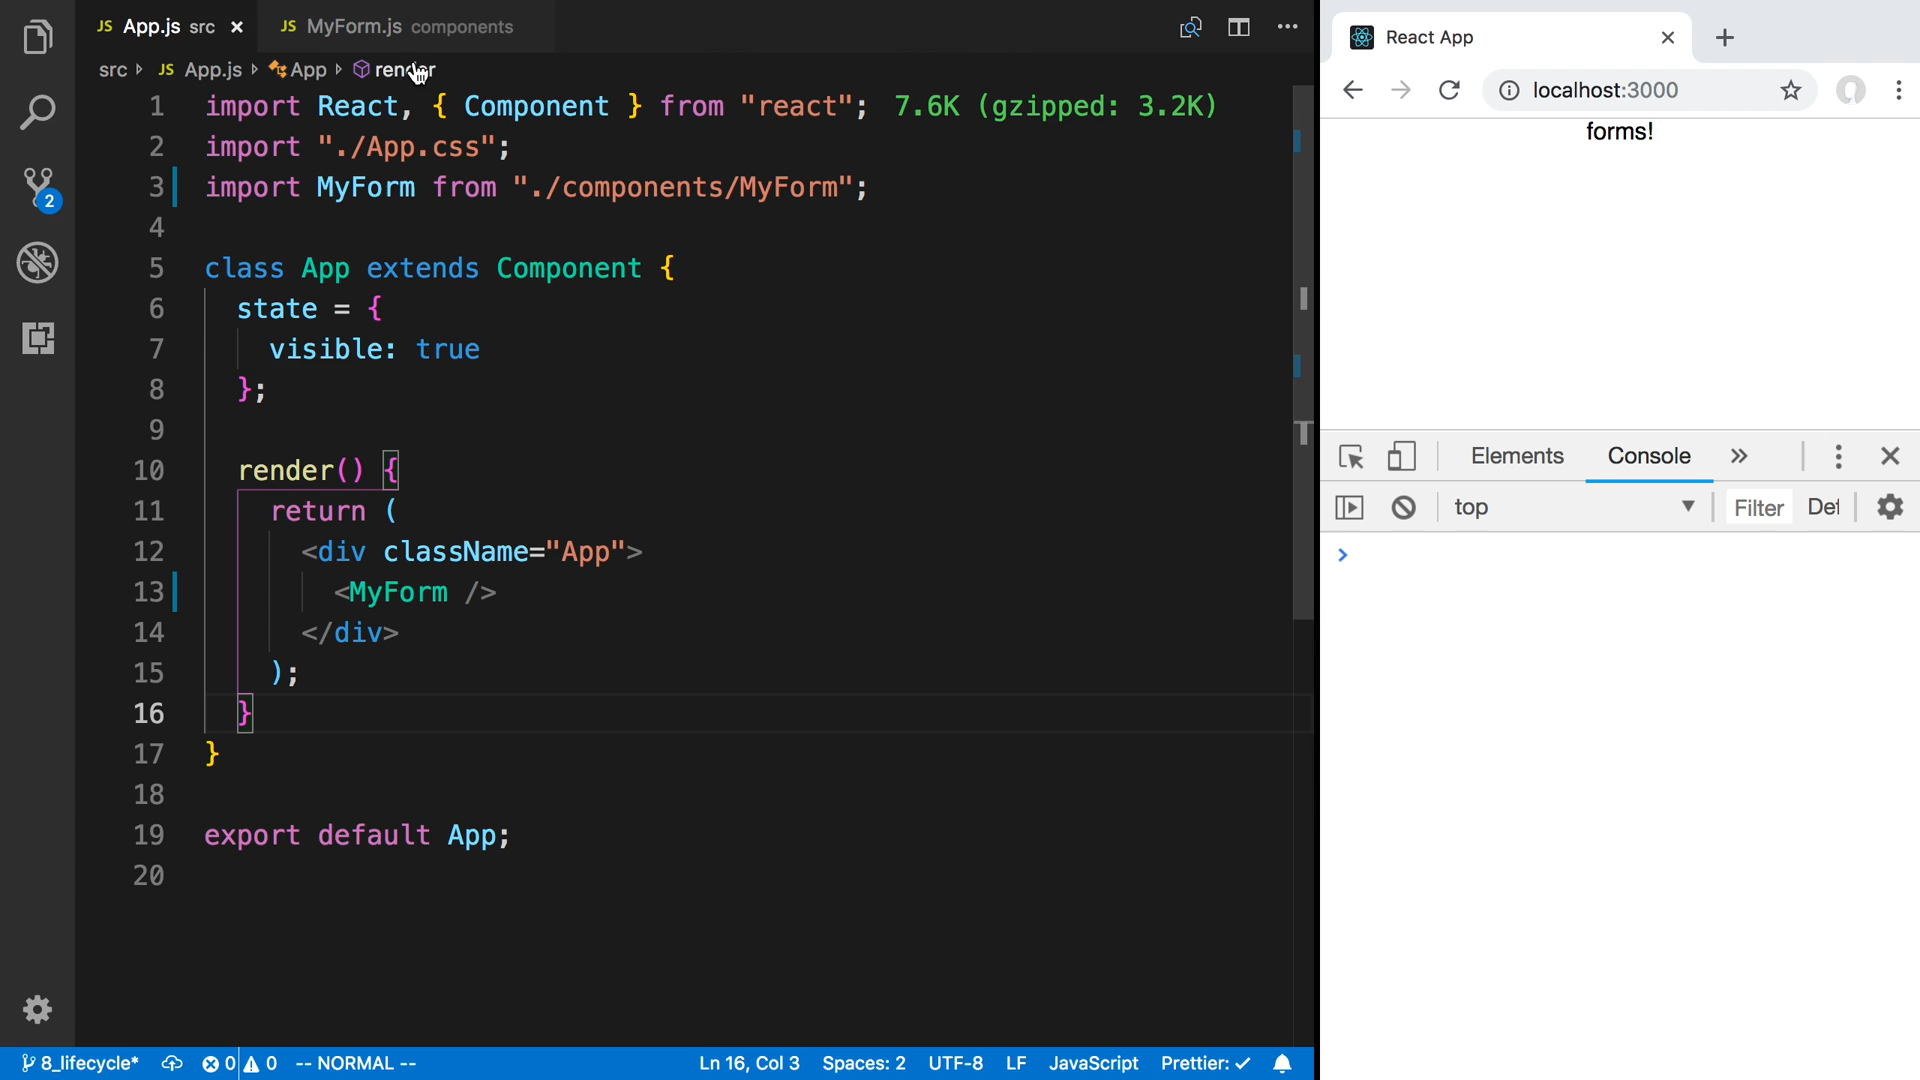 JS App.js src × JS MyForm.js components
src JS App.js App render
1 import React, { Component } from "react"; 7.6K (gzipped: 3.2K)
2 import "./App.css";
3 import MyForm from "./components/MyForm";
4
5 class App extends Component {
6 state = {
7 visible: true
8 };
9
10 render() {
11 return (
12 <div className="App">
13 <MyForm />
14 </div>
15 );
16 }
17 }
18
19 export default App;
20
2
8_lifecycle* 0 0 -- NORMAL -- Ln 16, Col 3 Spaces: 2 UTF-8 LF JavaScript Prettier: ✓
React App
localhost:3000
forms!
Elements Console »
top Filter Def